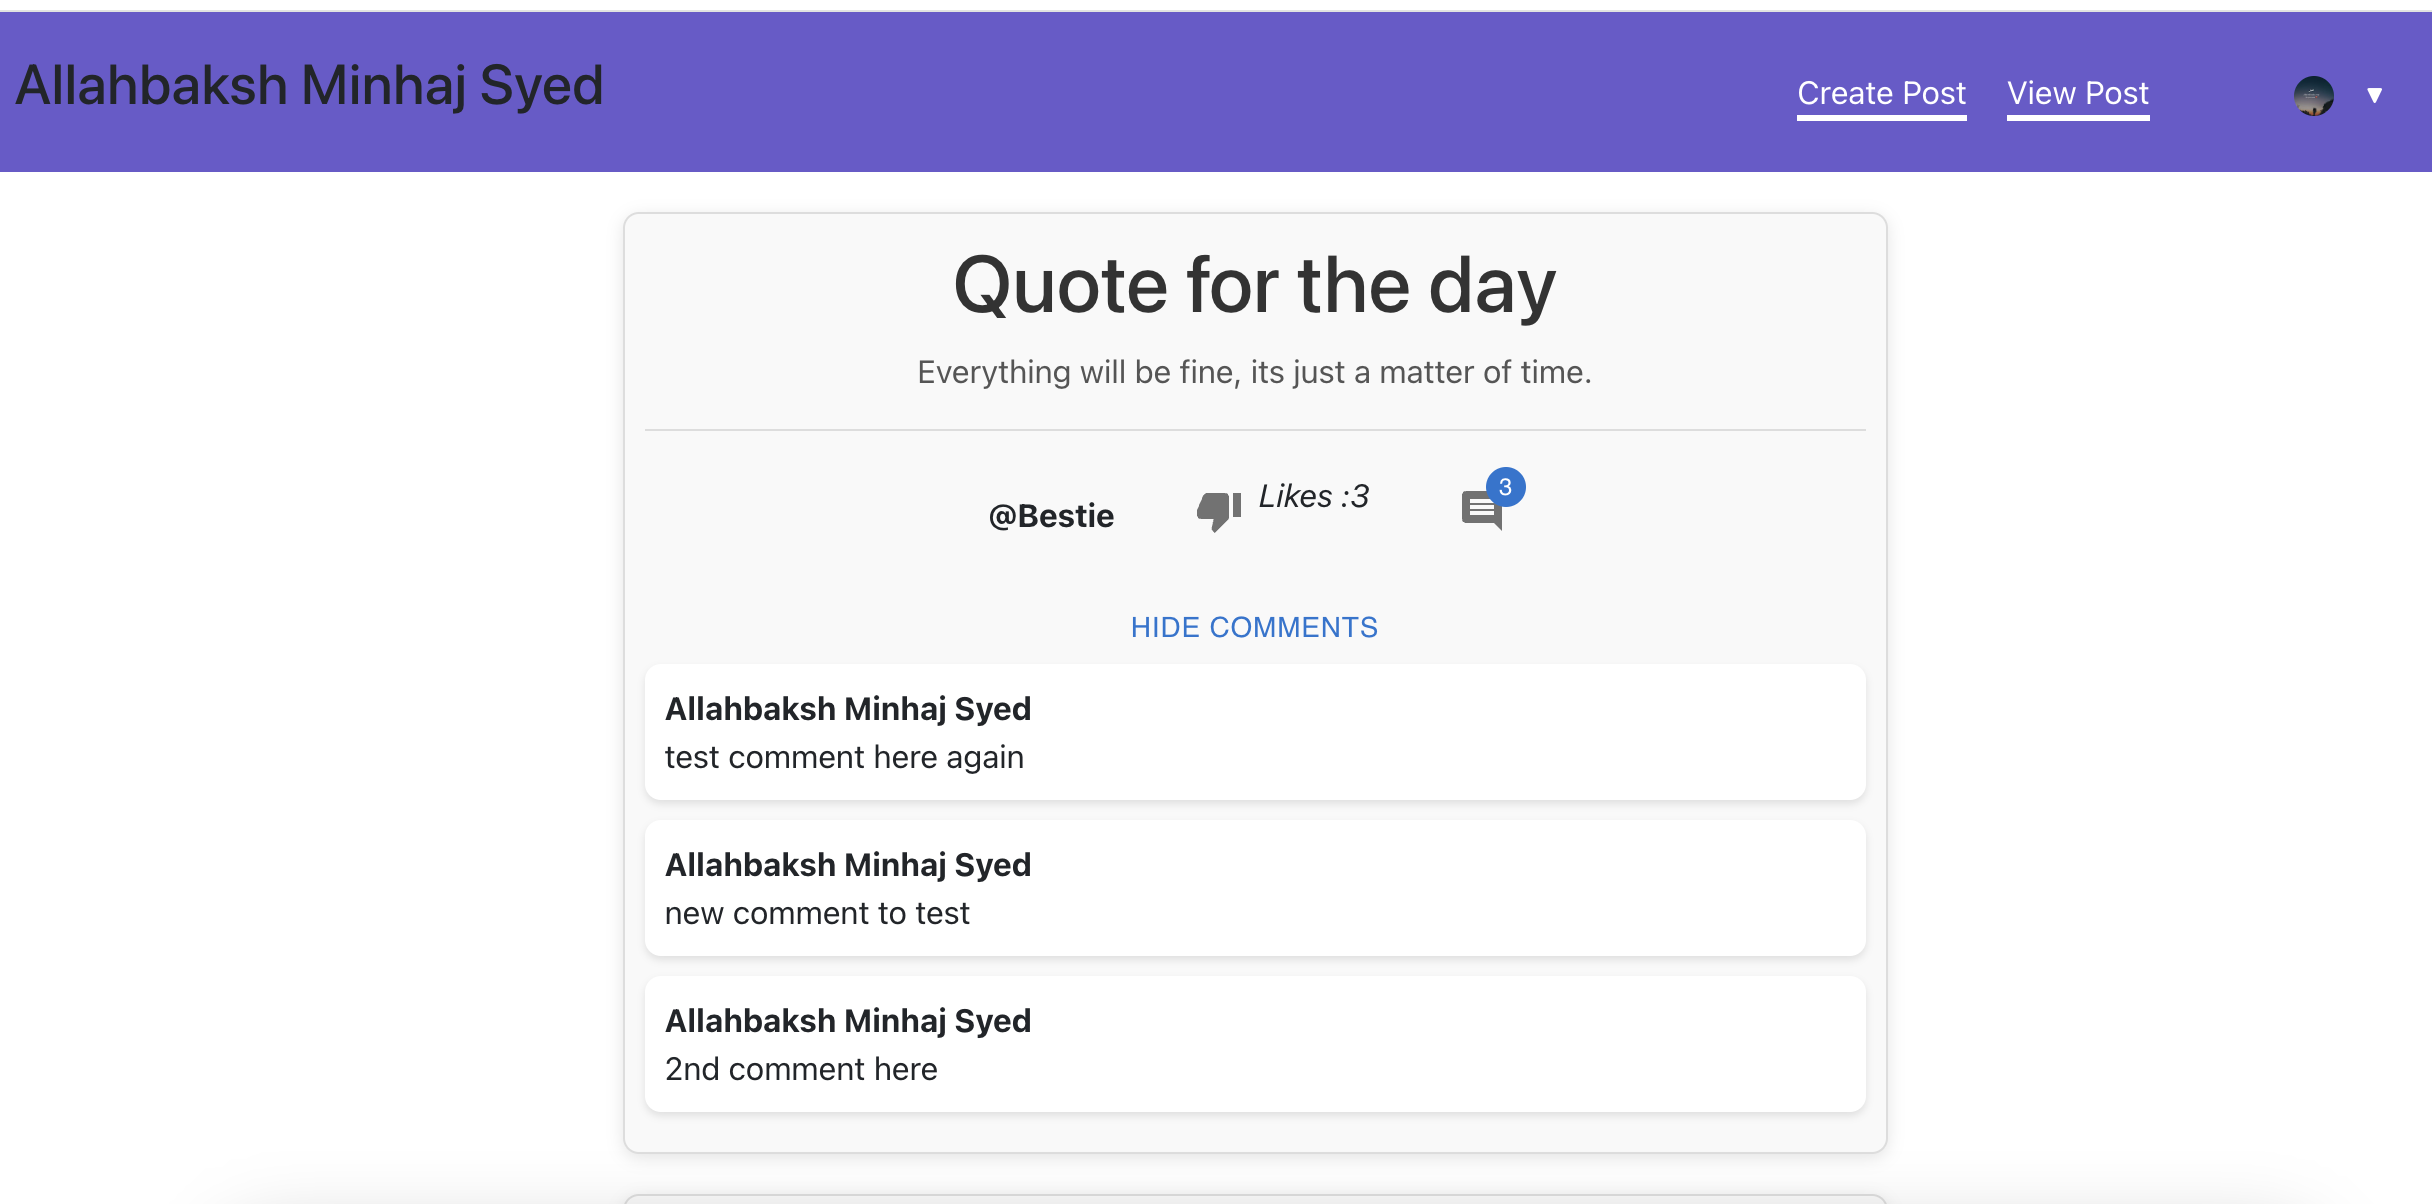 Allahbaksh Minhaj Syed
Create Post View Post
Quote for the day
Everything will be fine, its just a matter of time.
@Bestie Likes :3 3
HIDE COMMENTS
Allahbaksh Minhaj Syed
test comment here again
Allahbaksh Minhaj Syed
new comment to test
Allahbaksh Minhaj Syed
2nd comment here